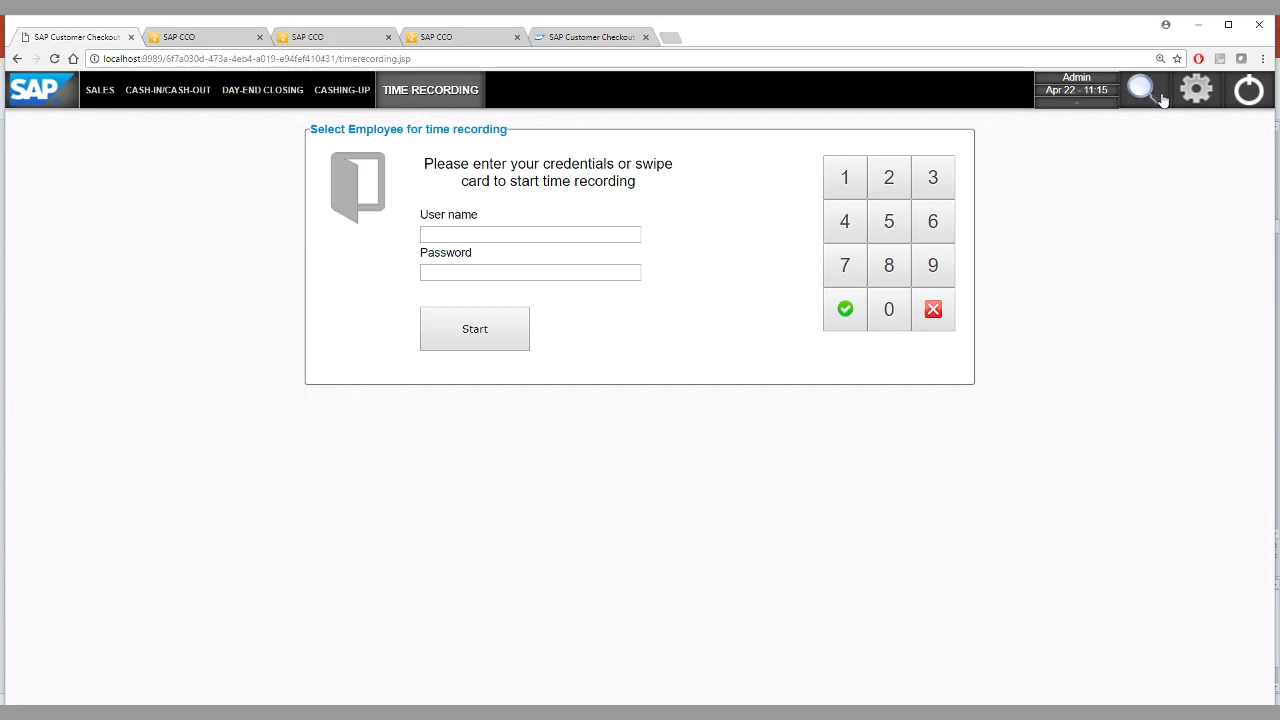 SAP Customer Checkout
SAP CCO
SAP CCO
SAP CCO
SAP Customer Checkout
localhost:9989/6f7a030d-473a-4eb4-a019-e94fef410431/timerecording.jsp
SAP
SALES
CASH-IN/CASH-OUT
DAY-END CLOSING
CASHING-UP
TIME RECORDING
Admin
Apr 22 - 11:15
-
Select Employee for time recording
Please enter your credentials or swipe
card to start time recording
User name
Password
Start
1 2 3
4 5 6
7 8 9
0